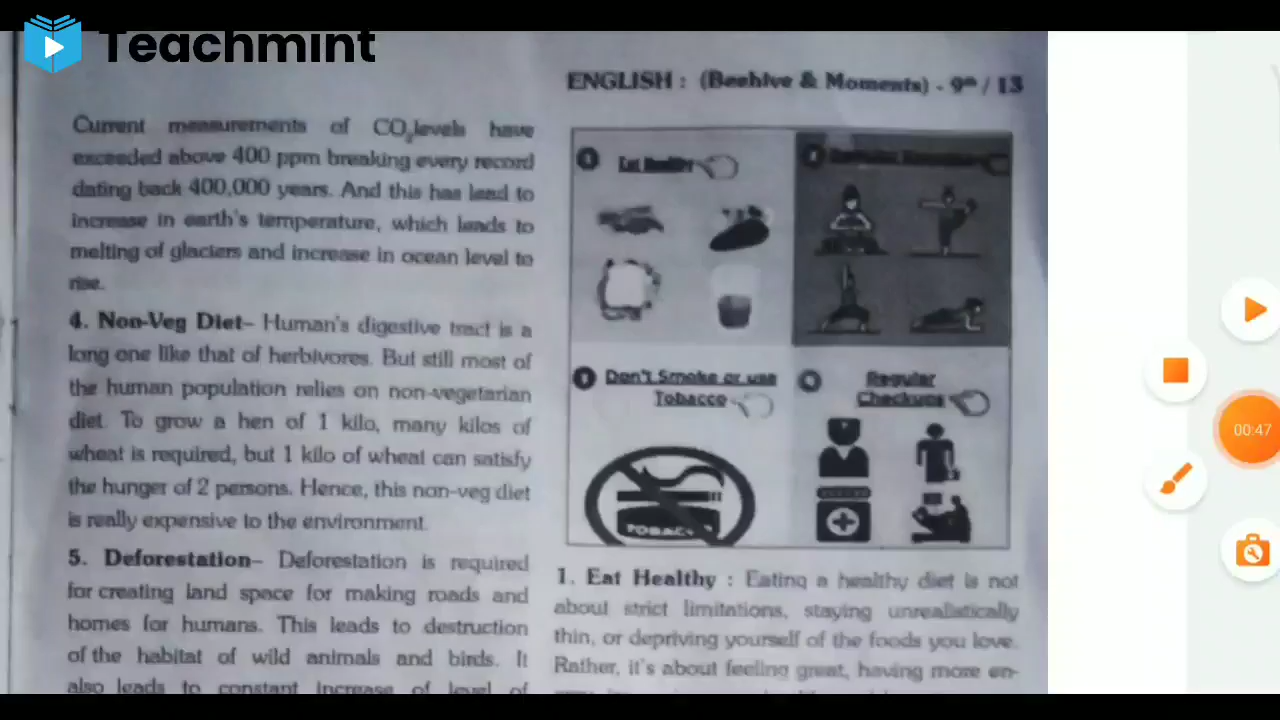 Teachmint
ENGLISH : (Beehive & Moments) - 9th / 13
Current measurements of CO2 levels have
exceeded above 400 ppm breaking every record
dating back 400,000 years. And this has lead to
increase in earth's temperature, which leads to
melting of glaciers and increase in ocean level to
rise.
4. Non-Veg Diet– Human's digestive tract is a
long one like that of herbivores. But still most of
the human population relies on non-vegetarian
diet. To grow a hen of 1 kilo, many kilos of
wheat is required, but 1 kilo of wheat can satisfy
the hunger of 2 persons. Hence, this non-veg diet
is really expensive to the environment.
5. Deforestation– Deforestation is required
for creating land space for making roads and
homes for humans. This leads to destruction
of the habitat of wild animals and birds. It
also leads to constant increase of level of
Eat Healthy
Don't Smoke or use
Tobacco
TOBACCO
Regular
Checkups
1. Eat Healthy : Eating a healthy diet is not
about strict limitations, staying unrealistically
thin, or depriving yourself of the foods you love.
Rather, it's about feeling great, having more en-
00:47